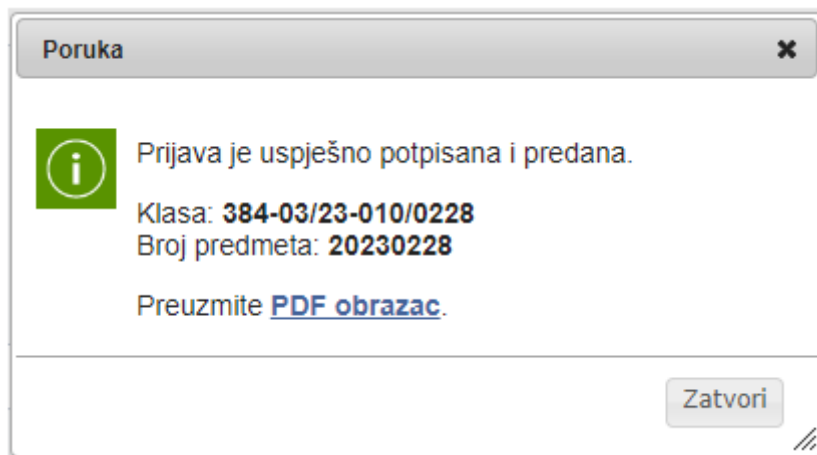 Poruka
Prijava je uspješno potpisana i predana.
Klasa: 384-03/23-010/0228
Broj predmeta: 20230228
Preuzmite PDF obrazac.
Zatvori